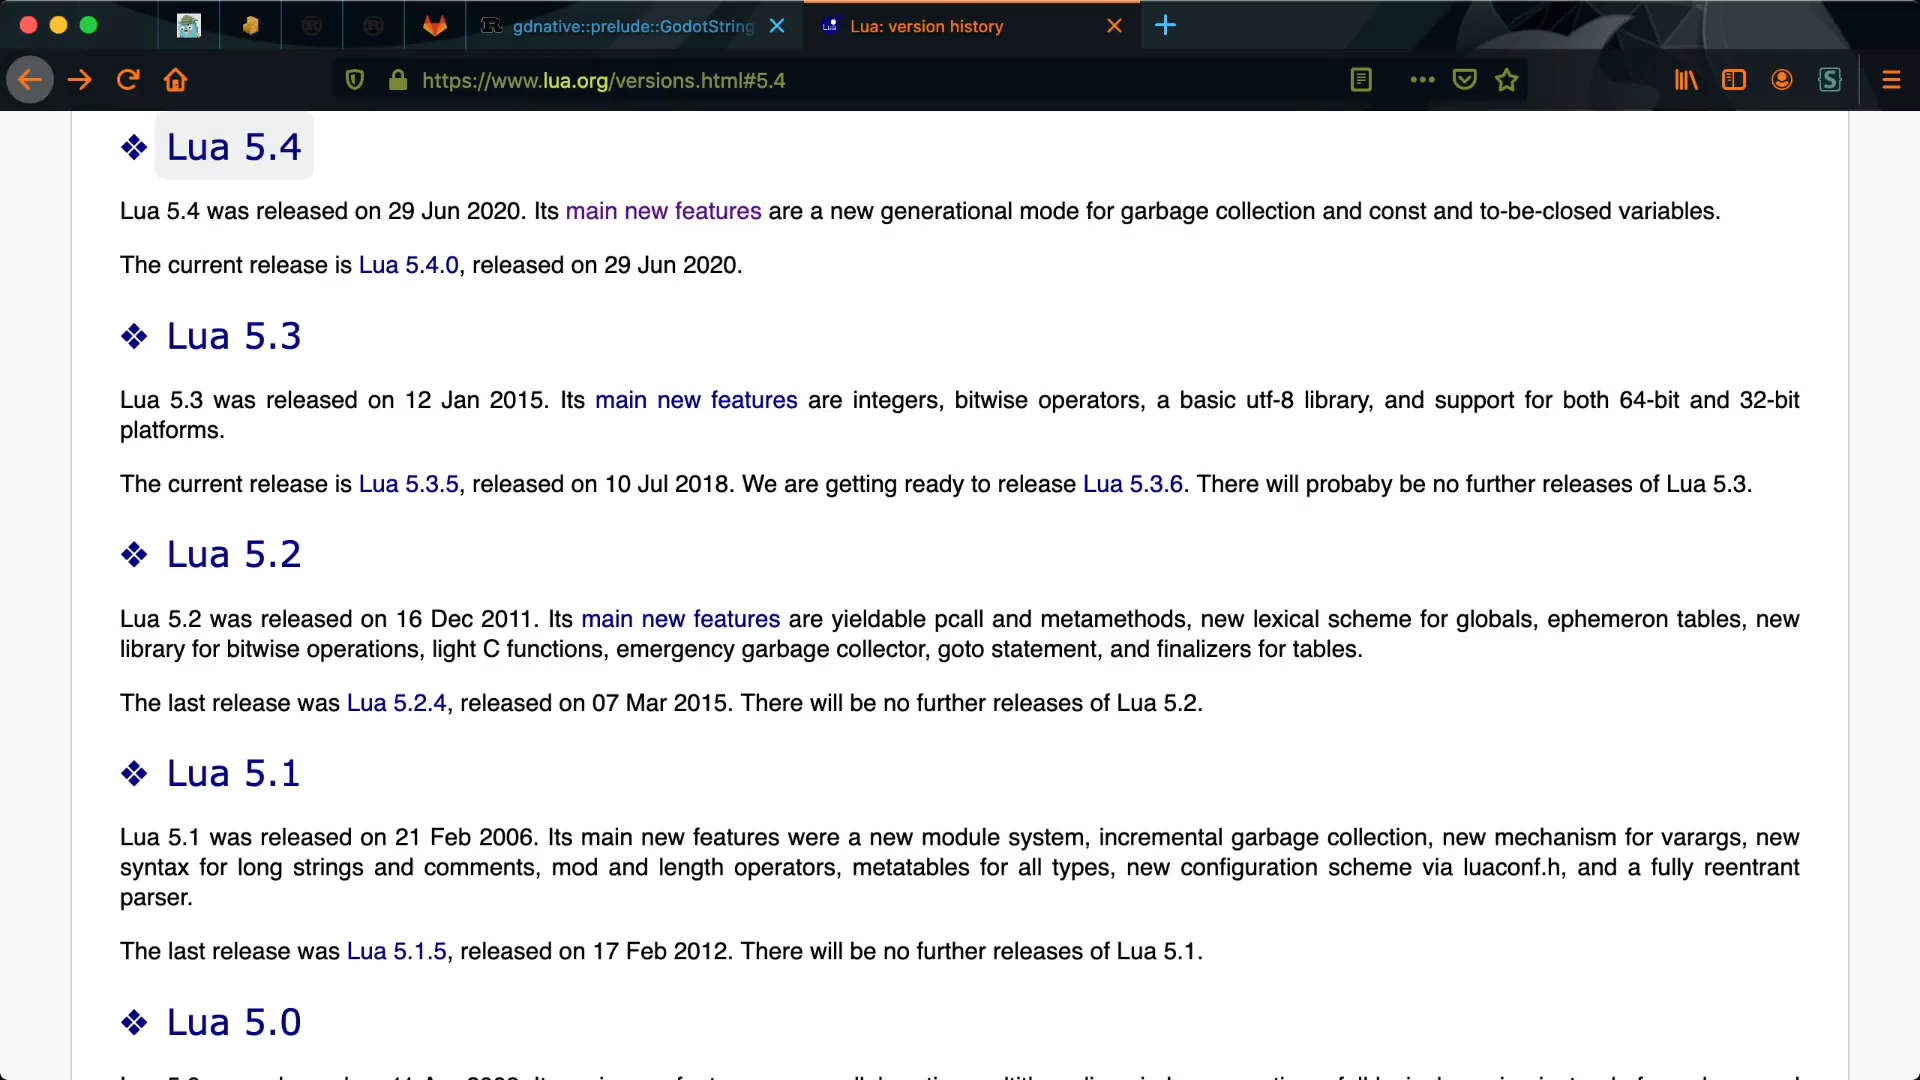 gdnative::prelude::GodotString
Lua: version history
https://www.lua.org/versions.html#5.4
Lua 5.4
Lua 5.4 was released on 29 Jun 2020. Its main new features are a new generational mode for garbage collection and const and to-be-closed variables.
The current release is Lua 5.4.0, released on 29 Jun 2020.
Lua 5.3
Lua 5.3 was released on 12 Jan 2015. Its main new features are integers, bitwise operators, a basic utf-8 library, and support for both 64-bit and 32-bit
platforms.
The current release is Lua 5.3.5, released on 10 Jul 2018. We are getting ready to release Lua 5.3.6. There will probaby be no further releases of Lua 5.3.
Lua 5.2
Lua 5.2 was released on 16 Dec 2011. Its main new features are yieldable pcall and metamethods, new lexical scheme for globals, ephemeron tables, new
library for bitwise operations, light C functions, emergency garbage collector, goto statement, and finalizers for tables.
The last release was Lua 5.2.4, released on 07 Mar 2015. There will be no further releases of Lua 5.2.
Lua 5.1
Lua 5.1 was released on 21 Feb 2006. Its main new features were a new module system, incremental garbage collection, new mechanism for varargs, new
syntax for long strings and comments, mod and length operators, metatables for all types, new configuration scheme via luaconf.h, and a fully reentrant
parser.
The last release was Lua 5.1.5, released on 17 Feb 2012. There will be no further releases of Lua 5.1.
Lua 5.0